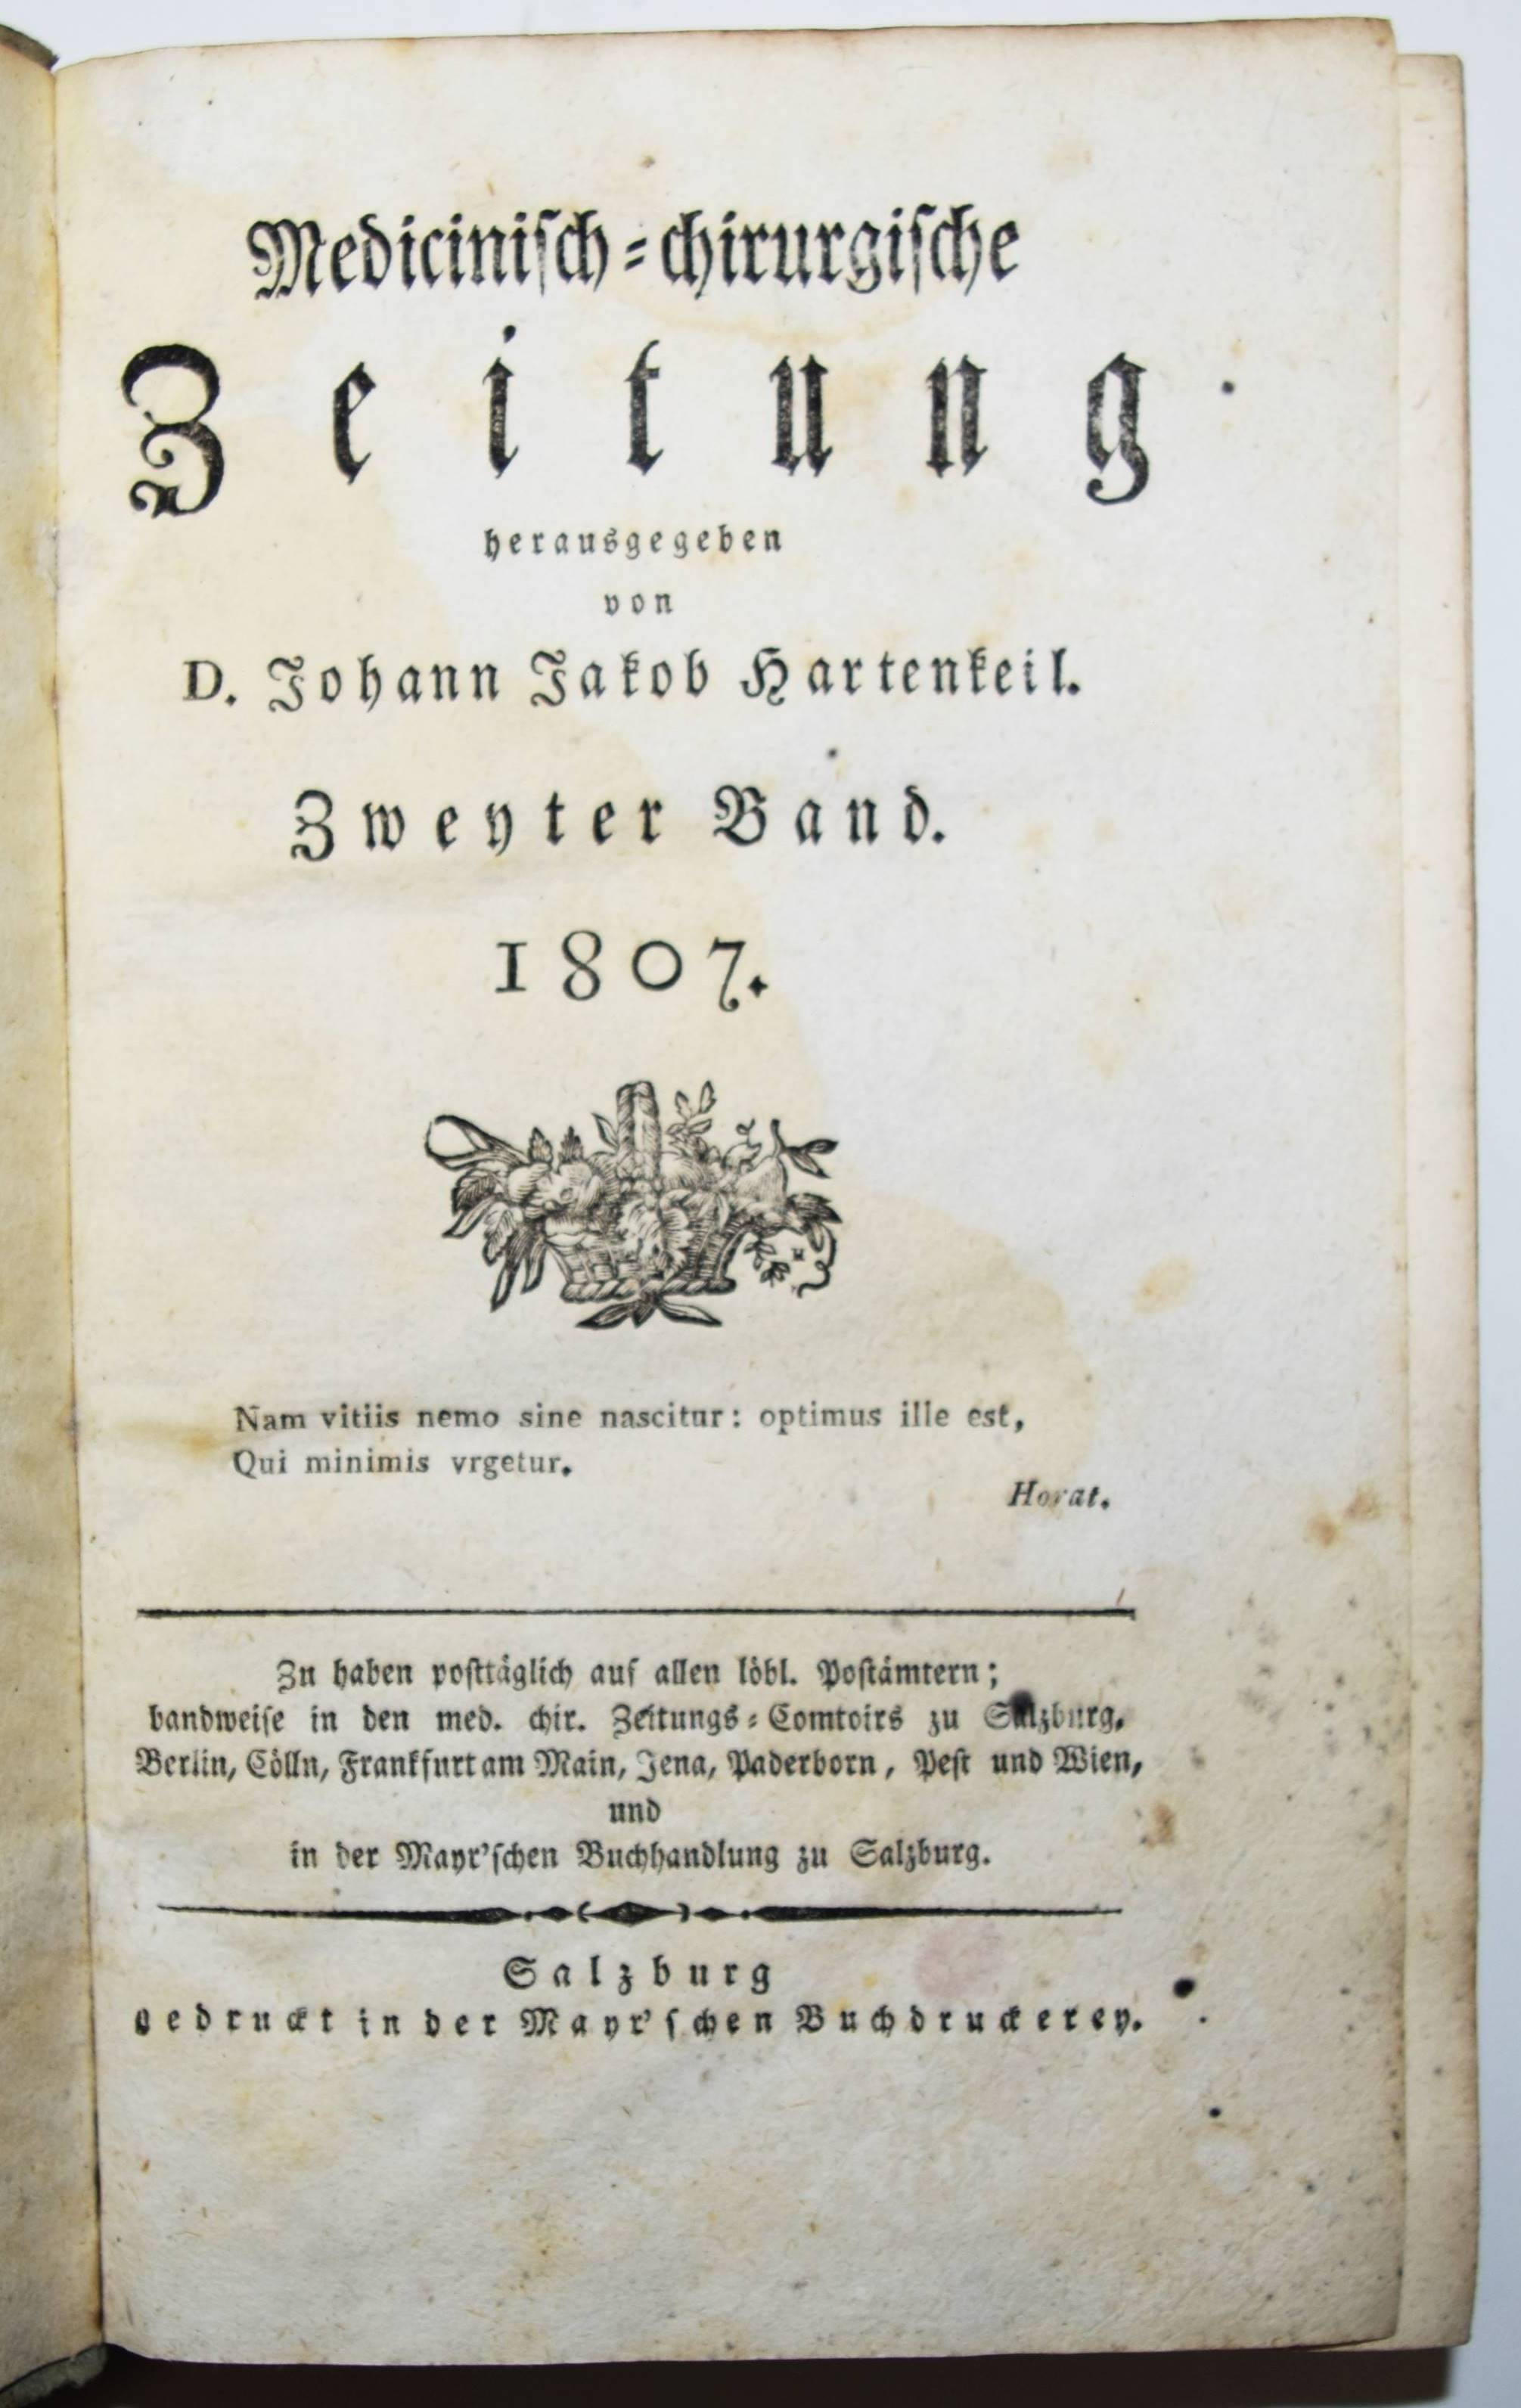 Medicinisch-chirurgische
Zeitung
herausgegeben
von
D. Johann Jakob Hartenkeil.
Zweyter Band.
1807.
Nam vitiis nemo sine nascitur: optimus ille est,
Qui minimis vrgetur.
Horat.
Zu haben posttäglich auf allen löbl. Postämtern;
bandweise in den med. chir. Zeitungs-Comtoirs zu Salzburg,
Berlin, Cölln, Frankfurt am Main, Jena, Paderborn, Pest und Wien,
und
in der Mayr'schen Buchhandlung zu Salzburg.
Salzburg
gedruckt in der Mayr'schen Buchdruckerey.